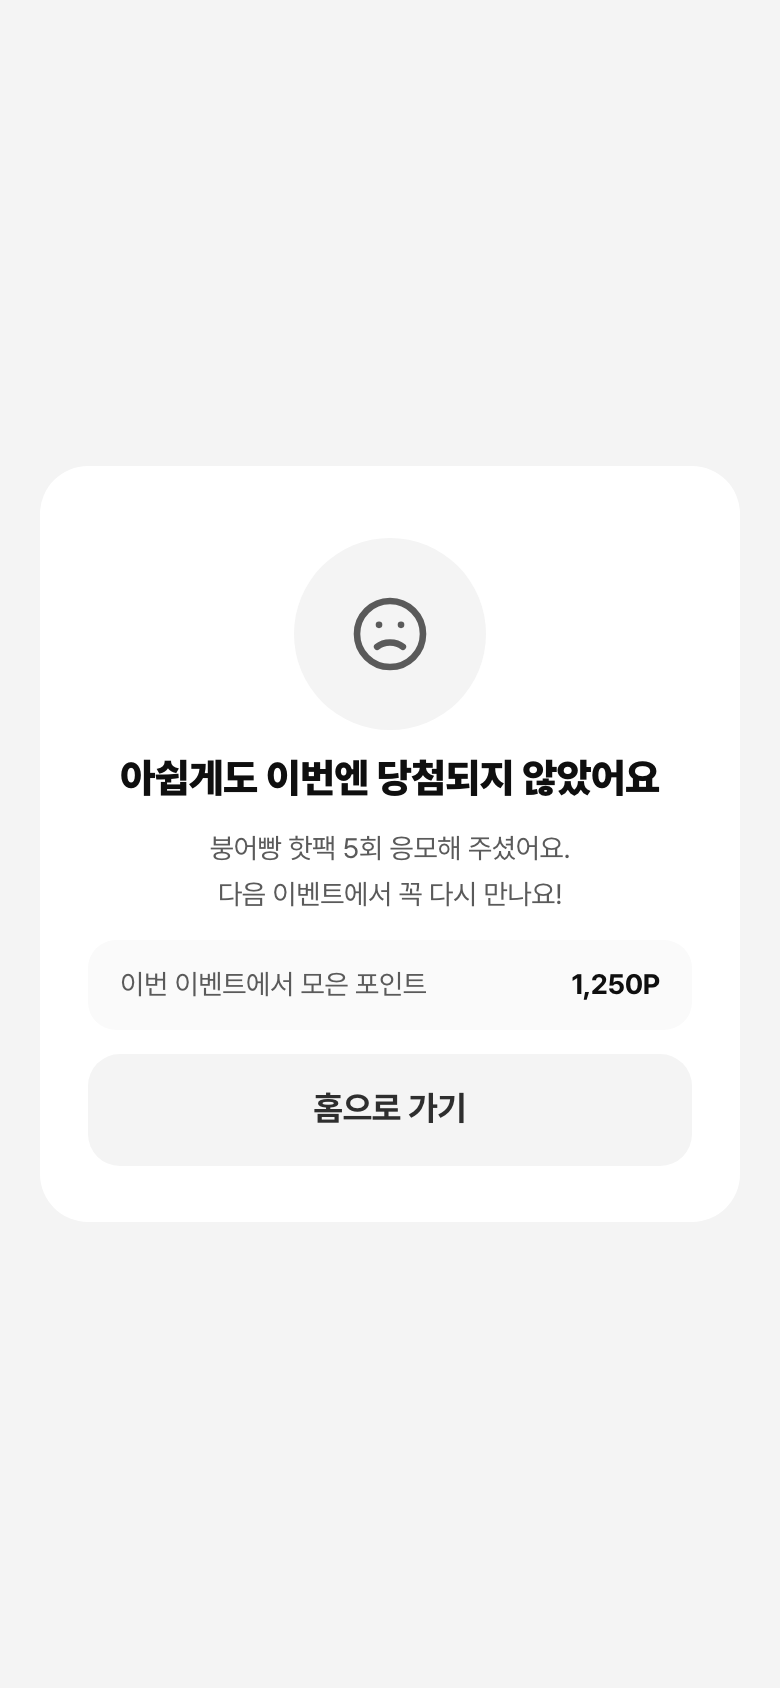 아쉽게도 이번엔 당첨되지 않았어요
붕어빵 핫팩 5회 응모해 주셨어요.
다음 이벤트에서 꼭 다시 만나요!
이번 이벤트에서 모은 포인트 1,250P
홈으로 가기